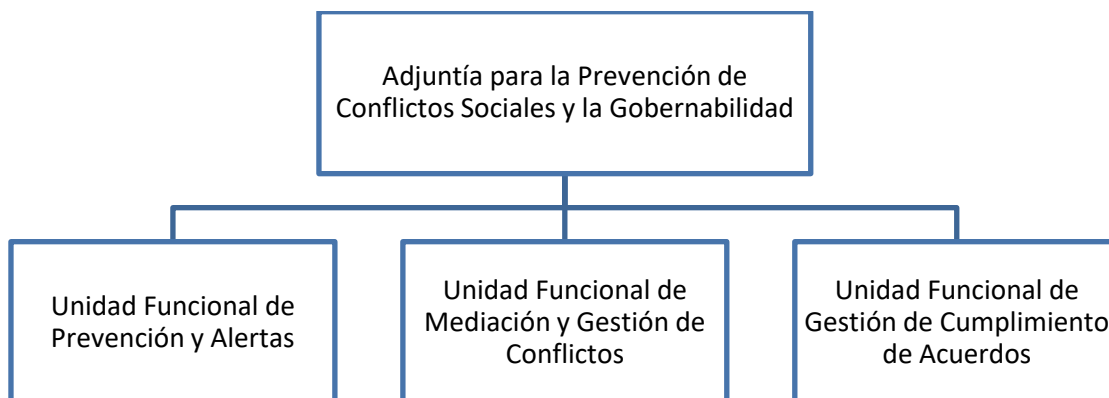 Adjuntía para la Prevención de
Conflictos Sociales y la Gobernabilidad
Unidad Funcional de
Prevención y Alertas
Unidad Funcional de
Mediación y Gestión de
Conflictos
Unidad Funcional de
Gestión de Cumplimiento
de Acuerdos